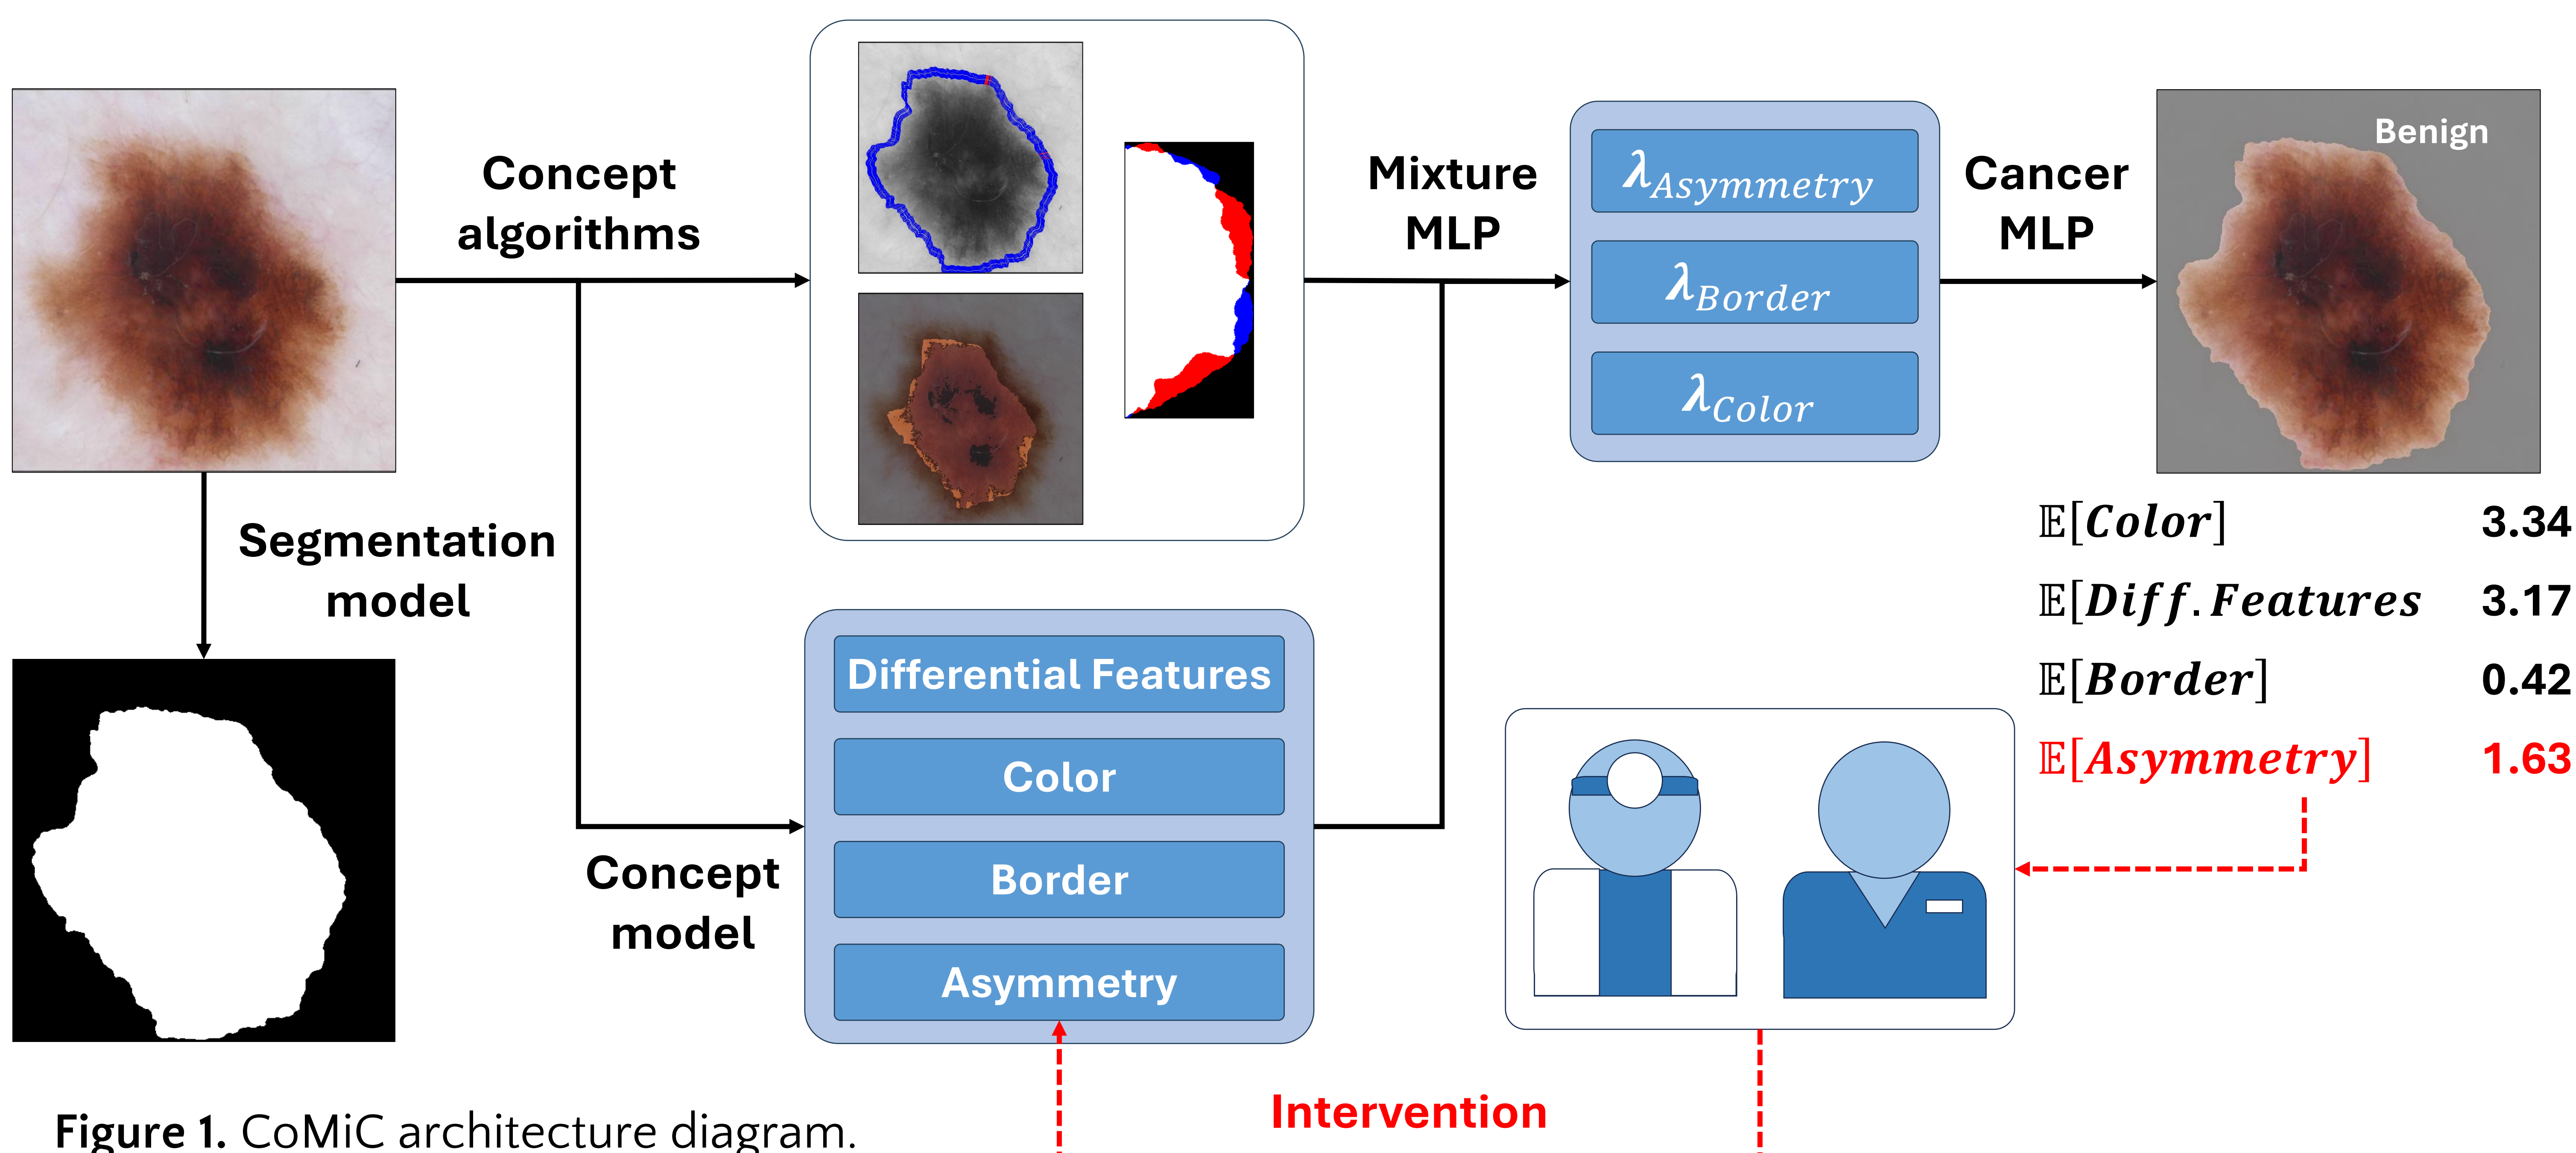 Concept
algorithms
Mixture
MLP
λAsymmetry
λBorder
λColor
Cancer
MLP
Benign
Segmentation
model
Concept
model
Differential Features
Color
Border
Asymmetry
𝔼[Color] 3.34
𝔼[Diff.Features 3.17
𝔼[Border] 0.42
𝔼[Asymmetry] 1.63
Intervention
Figure 1. CoMiC architecture diagram.